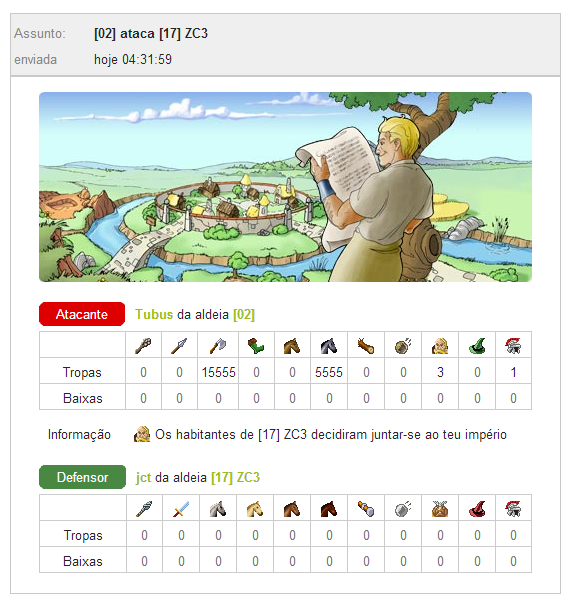 Assunto: [02] ataca [17] ZC3
enviada hoje 04:31:59
Atacante Tubus da aldeia [02]
Tropas 0 0 15555 0 0 5555 0 0 3 0 1
Baixas 0 0 0 0 0 0 0 0 0 0 0
Informação Os habitantes de [17] ZC3 decidiram juntar-se ao teu império
Defensor jct da aldeia [17] ZC3
Tropas 0 0 0 0 0 0 0 0 0 0 0
Baixas 0 0 0 0 0 0 0 0 0 0 0